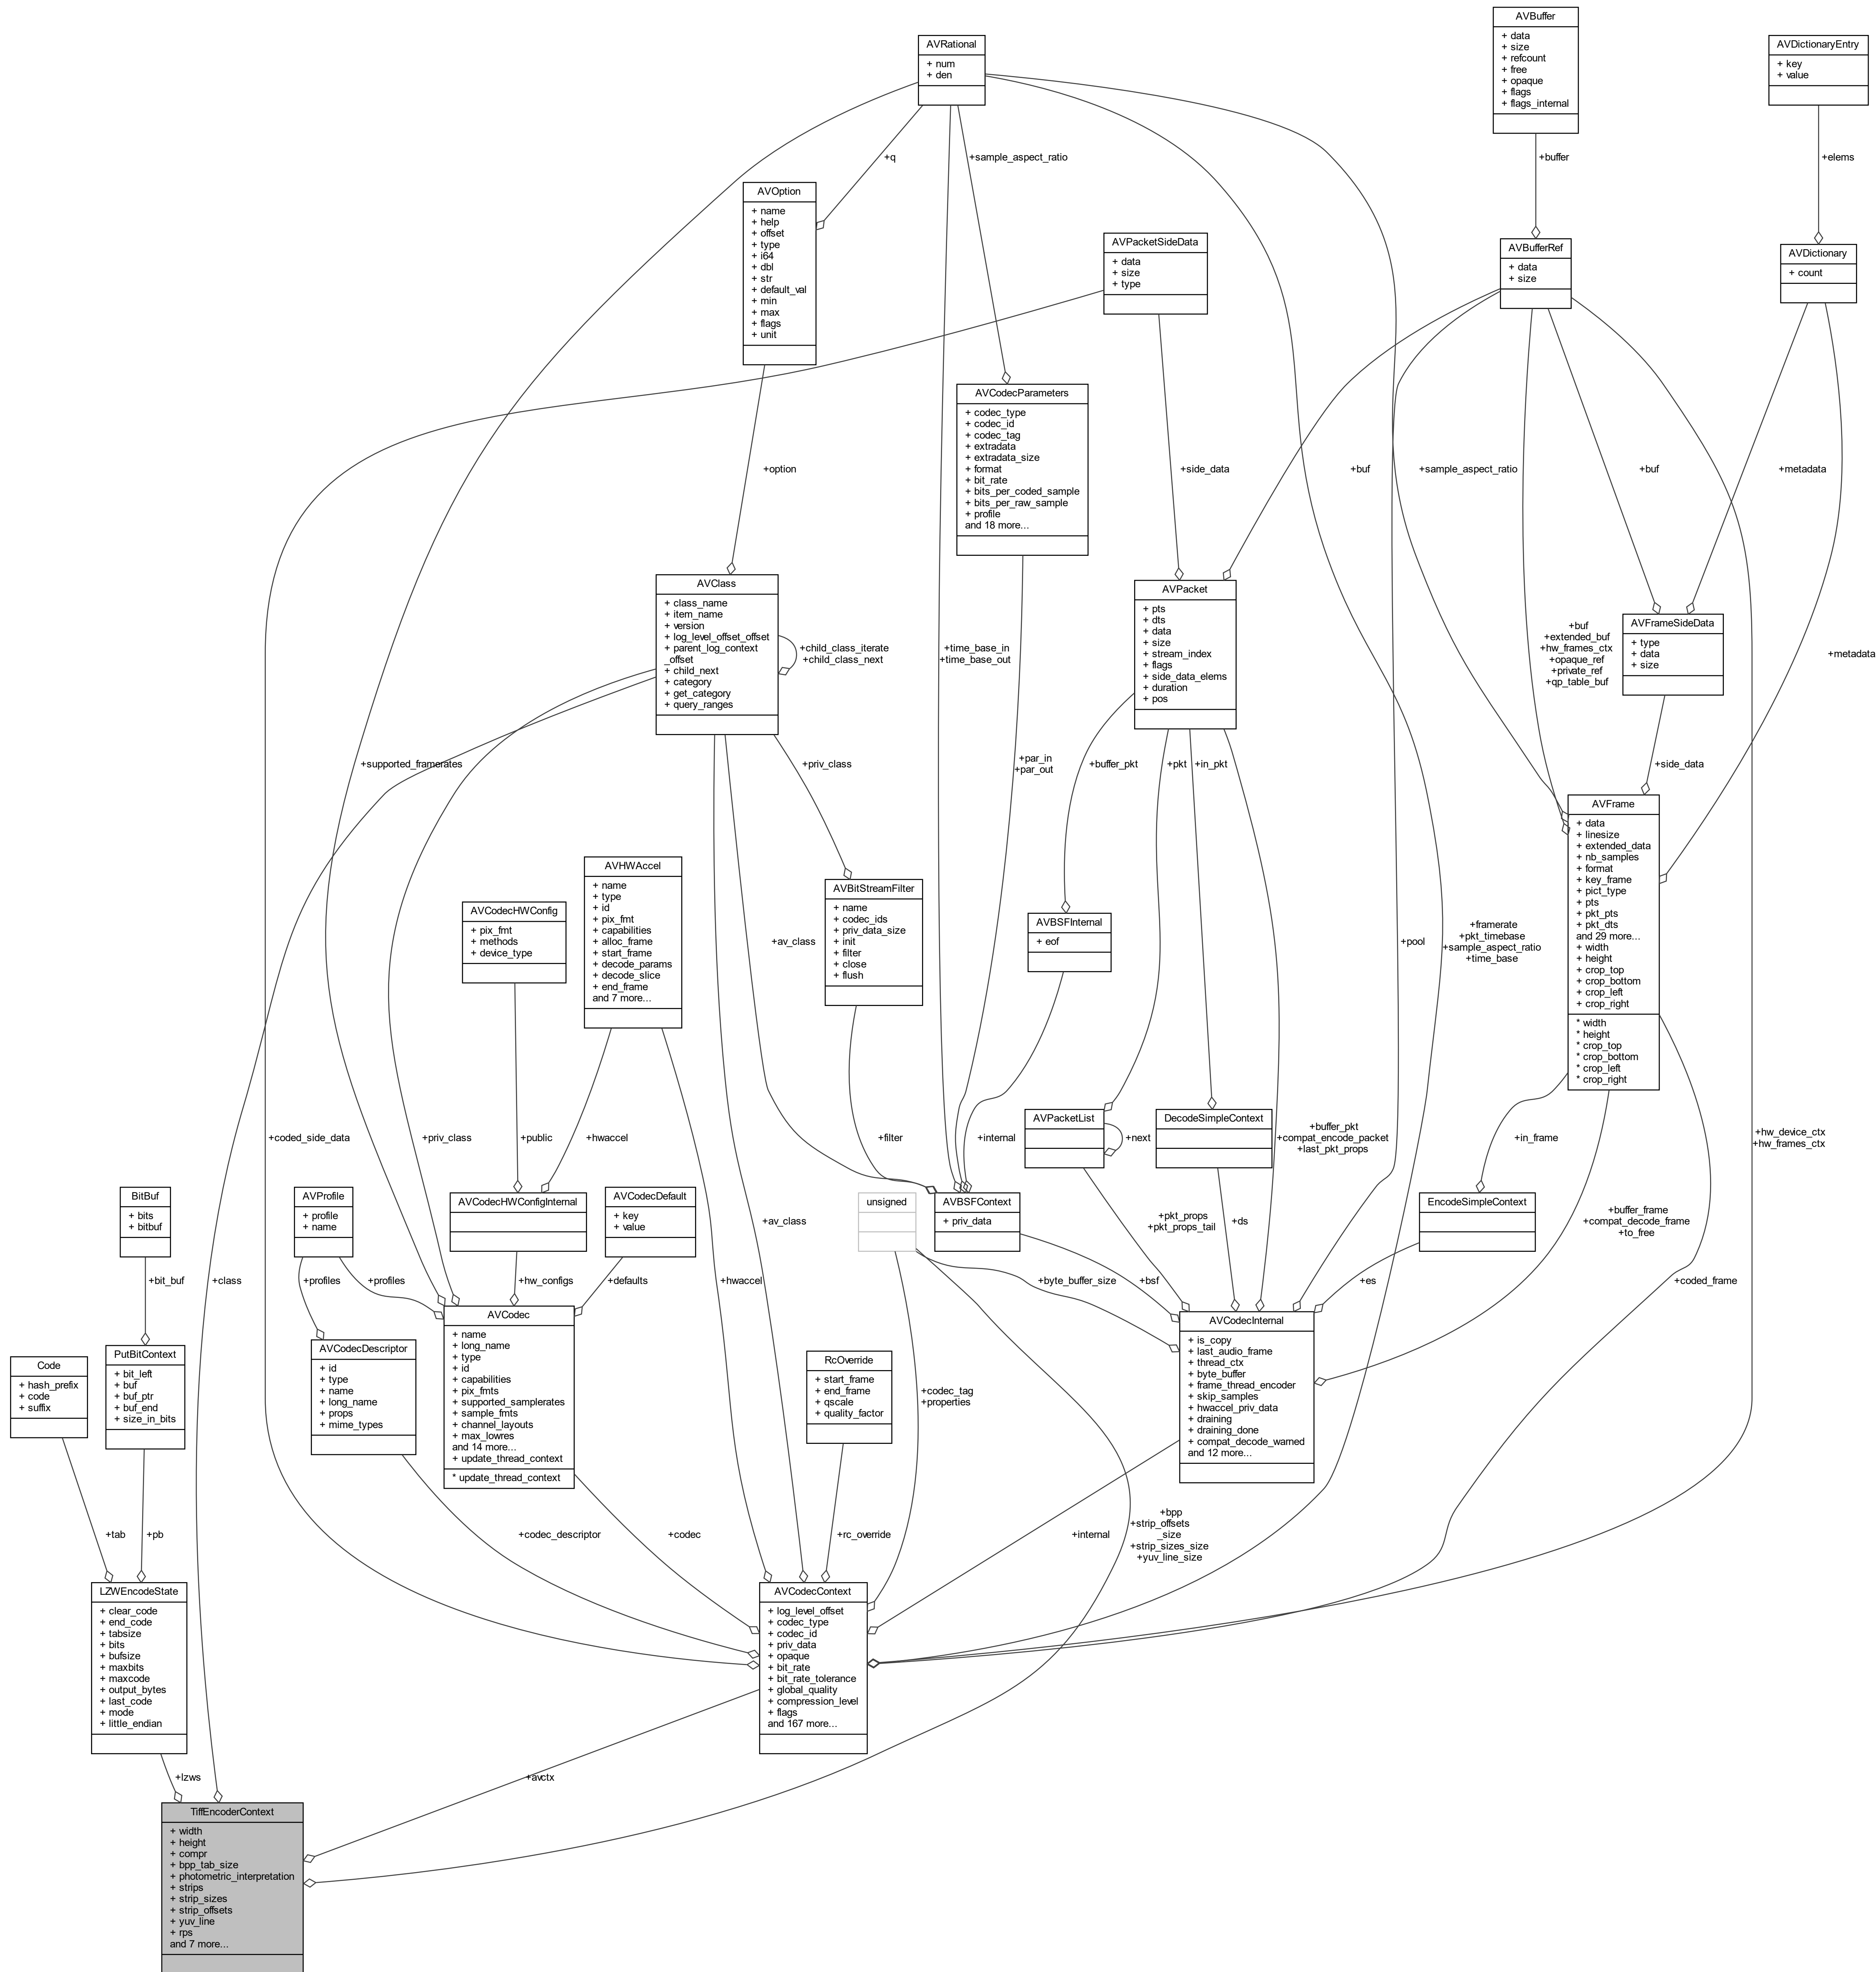 AVBuffer
+ data
+ size
+ refcount
+ free
+ opaque
+ flags
+ flags_internal
AVRational
+ num
+ den
AVDictionaryEntry
+ key
+ value
+q
+sample_aspect_ratio
+buffer
+elems
AVOption
+ name
+ help
+ offset
+ type
+ i64
+ dbl
+ str
+ default_val
+ min
+ max
+ flags
+ unit
AVPacketSideData
+ data
+ size
+ type
AVBufferRef
+ data
+ size
AVDictionary
+ count
AVCodecParameters
+ codec_type
+ codec_id
+ codec_tag
+ extradata
+ extradata_size
+ format
+ bit_rate
+ bits_per_coded_sample
+ bits_per_raw_sample
+ profile
and 18 more...
+option
+side_data
+buf
+sample_aspect_ratio
+buf
+metadata
AVClass
+ class_name
+ item_name
+ version
+ log_level_offset_offset
+ parent_log_context
_offset
+ child_next
+ category
+ get_category
+ query_ranges
+child_class_iterate
+child_class_next
+time_base_in
+time_base_out
AVPacket
+ pts
+ dts
+ data
+ size
+ stream_index
+ flags
+ side_data_elems
+ duration
+ pos
+buf
+extended_buf
+hw_frames_ctx
+opaque_ref
+private_ref
+qp_table_buf
AVFrameSideData
+ type
+ data
+ size
+metadata
+supported_framerates
+priv_class
+par_in
+par_out
+buffer_pkt
+pkt
+in_pkt
+side_data
AVFrame
+ data
+ linesize
+ extended_data
+ nb_samples
+ format
+ key_frame
+ pict_type
+ pts
+ pkt_pts
+ pkt_dts
and 29 more...
+ width
+ height
+ crop_top
+ crop_bottom
+ crop_left
+ crop_right
* width
* height
* crop_top
* crop_bottom
* crop_left
* crop_right
AVHWAccel
+ name
+ type
+ id
+ pix_fmt
+ capabilities
+ alloc_frame
+ start_frame
+ decode_params
+ decode_slice
+ end_frame
and 7 more...
AVCodecHWConfig
+ pix_fmt
+ methods
+ device_type
+av_class
AVBitStreamFilter
+ name
+ codec_ids
+ priv_data_size
+ init
+ filter
+ close
+ flush
AVBSFInternal
+ eof
+pool
+framerate
+pkt_timebase
+sample_aspect_ratio
+time_base
+coded_side_data
+priv_class
+public
+hwaccel
+filter
+internal
AVPacketList
+next
DecodeSimpleContext
+buffer_pkt
+compat_encode_packet
+last_pkt_props
+in_frame
+hw_device_ctx
+hw_frames_ctx
BitBuf
+ bits
+ bitbuf
AVProfile
+ profile
+ name
AVCodecHWConfigInternal
AVCodecDefault
+ key
+ value
unsigned
AVBSFContext
+ priv_data
+pkt_props
+pkt_props_tail
+ds
EncodeSimpleContext
+buffer_frame
+compat_decode_frame
+to_free
+av_class
+bit_buf
+class
+profiles
+profiles
+hw_configs
+defaults
+hwaccel
+byte_buffer_size
+bsf
+es
+coded_frame
AVCodec
+ name
+ long_name
+ type
+ id
+ capabilities
+ pix_fmts
+ supported_samplerates
+ sample_fmts
+ channel_layouts
+ max_lowres
and 14 more...
+ update_thread_context
* update_thread_context
AVCodecInternal
+ is_copy
+ last_audio_frame
+ thread_ctx
+ byte_buffer
+ frame_thread_encoder
+ skip_samples
+ hwaccel_priv_data
+ draining
+ draining_done
+ compat_decode_warned
and 12 more...
Code
+ hash_prefix
+ code
+ suffix
PutBitContext
+ bit_left
+ buf
+ buf_ptr
+ buf_end
+ size_in_bits
AVCodecDescriptor
+ id
+ type
+ name
+ long_name
+ props
+ mime_types
RcOverride
+ start_frame
+ end_frame
+ qscale
+ quality_factor
+codec_tag
+properties
+tab
+pb
+codec_descriptor
+codec
+rc_override
+internal
+bpp
+strip_offsets
_size
+strip_sizes_size
+yuv_line_size
LZWEncodeState
+ clear_code
+ end_code
+ tabsize
+ bits
+ bufsize
+ maxbits
+ maxcode
+ output_bytes
+ last_code
+ mode
+ little_endian
AVCodecContext
+ log_level_offset
+ codec_type
+ codec_id
+ priv_data
+ opaque
+ bit_rate
+ bit_rate_tolerance
+ global_quality
+ compression_level
+ flags
and 167 more...
+lzws
+avctx
TiffEncoderContext
+ width
+ height
+ compr
+ bpp_tab_size
+ photometric_interpretation
+ strips
+ strip_sizes
+ strip_offsets
+ yuv_line
+ rps
and 7 more...